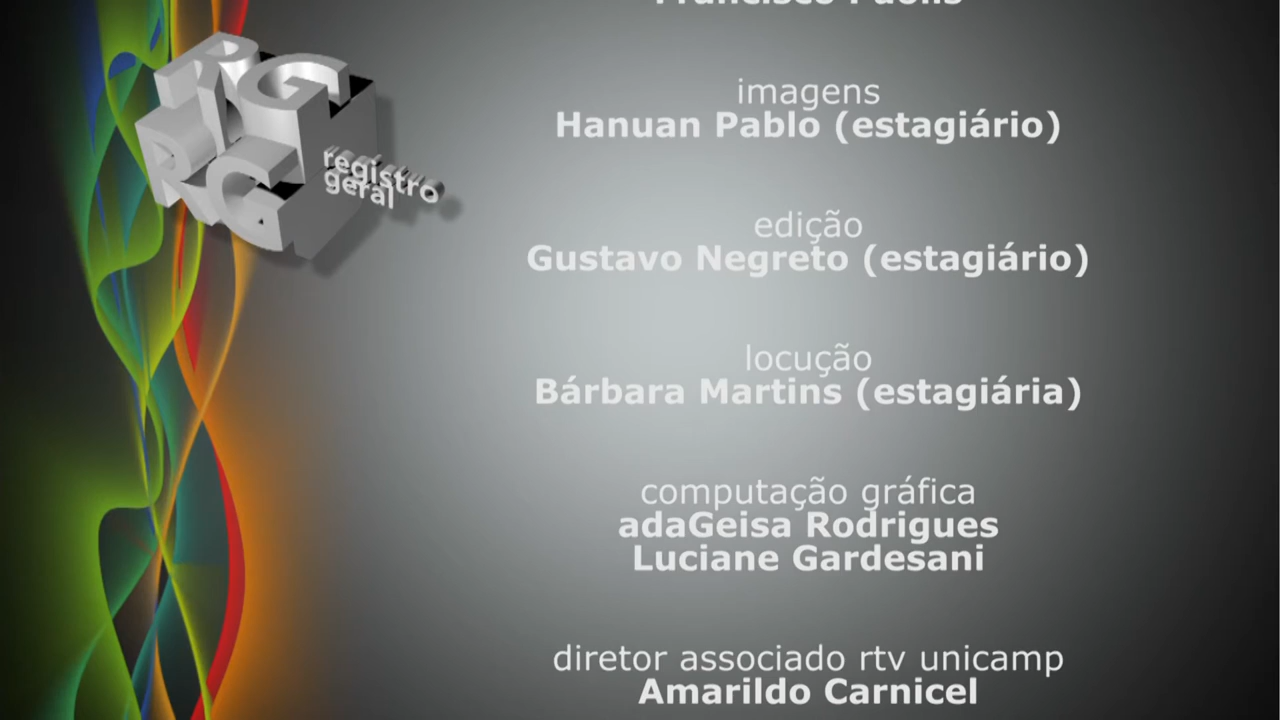 RG
RG
registro
geral
imagens
Hanuan Pablo (estagiário)
edição
Gustavo Negreto (estagiário)
locução
Bárbara Martins (estagiária)
computação gráfica
adaGeisa Rodrigues
Luciane Gardesani
diretor associado rtv unicamp
Amarildo Carnicel